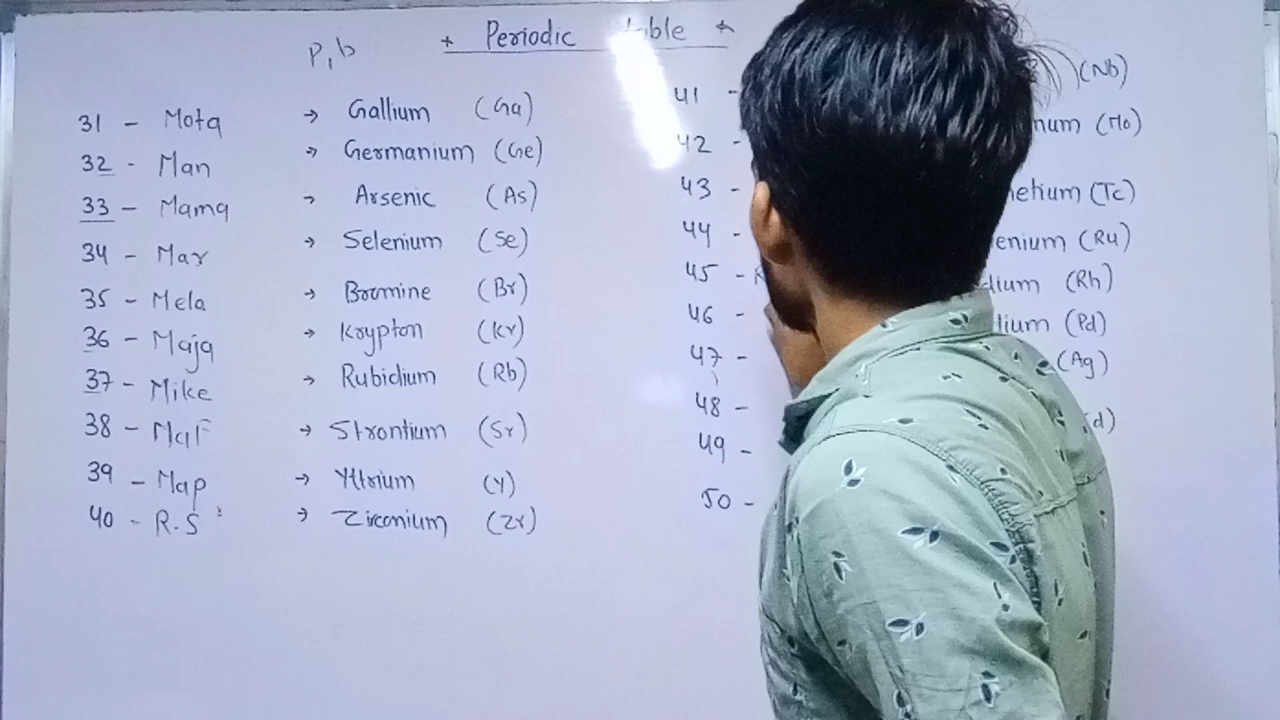 P, b
* Periodic table *
31 - Mota → Gallium (Ga)
32 - Man → Germanium (Ge)
33 - Mama → Arsenic (As)
34 - Mar → Selenium (Se)
35 - Mela → Bromine (Br)
36 - Maja → Krypton (Kr)
37 - Mike → Rubidium (Rb)
38 - Mat → Strontium (Sr)
39 - Map → Yttrium (Y)
40 - R.S → Zirconium (Zr)
41 - (Nb)
42 - num (Mo)
43 - netium (Tc)
44 - enium (Ru)
45 - dium (Rh)
46 - dium (Pd)
47 - (Ag)
48 - d)
49 -
50 -